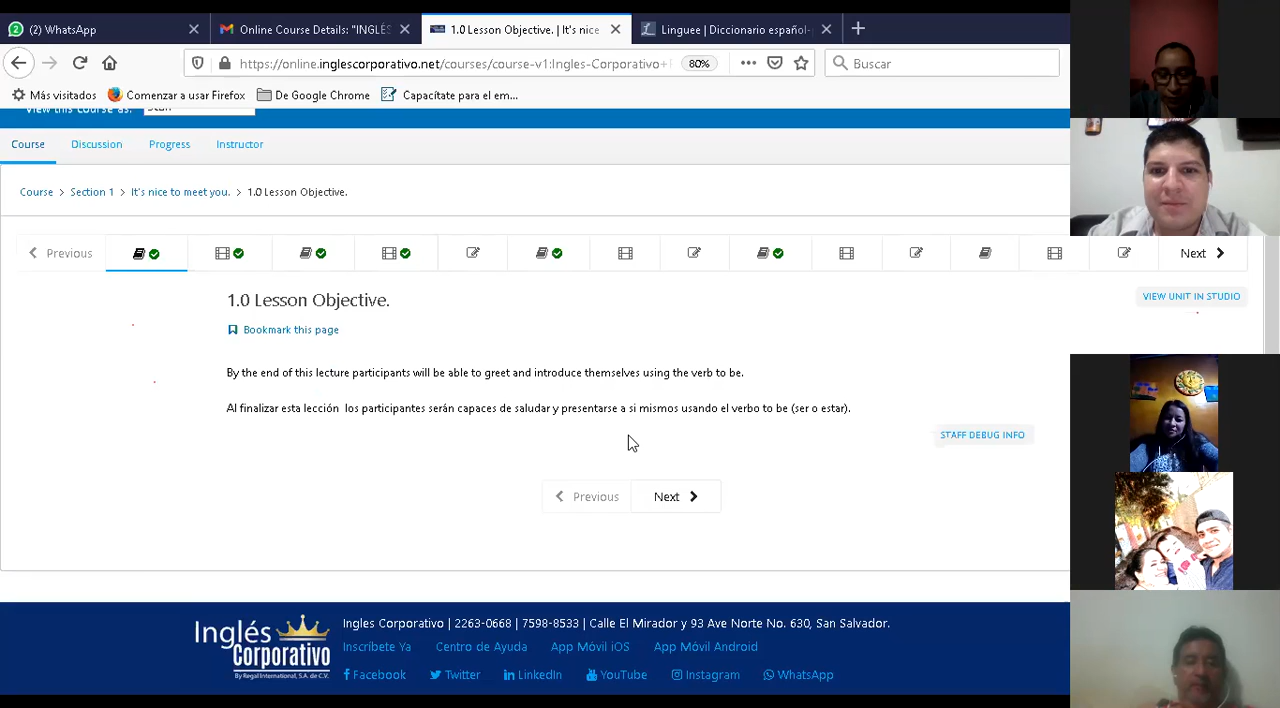 (2) WhatsApp
Online Course Details: "INGLÉS
1.0 Lesson Objective. | It's nice
Linguee | Diccionario español-
https://online.inglescorporativo.net/courses/course-v1:Ingles-Corporativo+
80%
Buscar
Más visitados
Comenzar a usar Firefox
De Google Chrome
Capacítate para el em...
View this course as:
Staff
Course
Discussion
Progress
Instructor
Course > Section 1 > It's nice to meet you. > 1.0 Lesson Objective.
Previous
Next
1.0 Lesson Objective.
VIEW UNIT IN STUDIO
Bookmark this page
By the end of this lecture participants will be able to greet and introduce themselves using the verb to be.
Al finalizar esta lección los participantes serán capaces de saludar y presentarse a si mismos usando el verbo to be (ser o estar).
STAFF DEBUG INFO
Previous
Next
Inglés Corporativo
By Regal International, S.A. de C.V.
Ingles Corporativo | 2263-0668 | 7598-8533 | Calle El Mirador y 93 Ave Norte No. 630, San Salvador.
Inscríbete Ya
Centro de Ayuda
App Móvil iOS
App Móvil Android
Facebook
Twitter
LinkedIn
YouTube
Instagram
WhatsApp